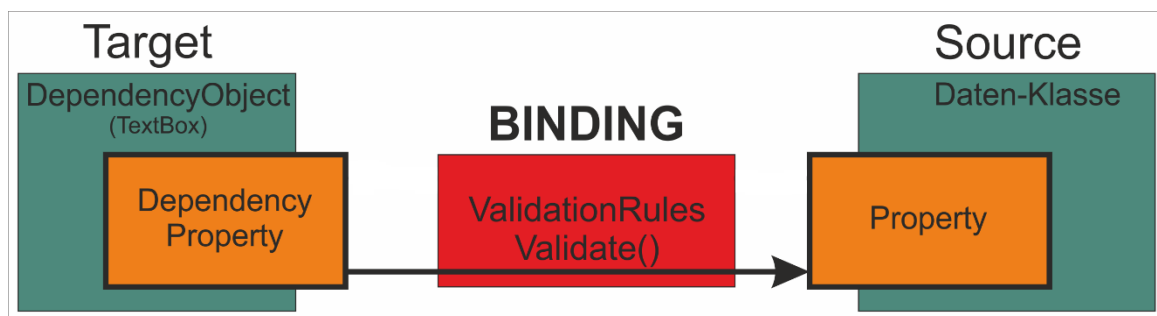 Target
DependencyObject
(TextBox)
Dependency
Property
BINDING
ValidationRules
Validate()
Source
Daten-Klasse
Property